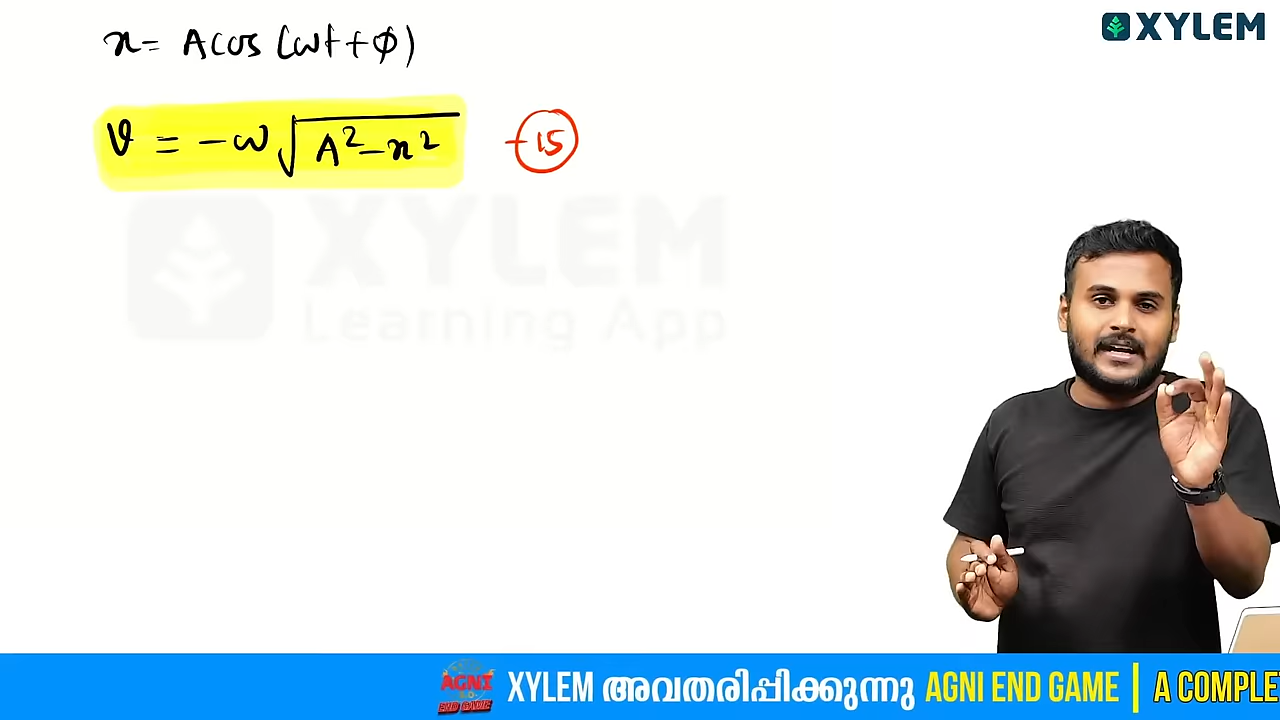 x = A cos (ωt + φ)
XYLEM
v = -ω√(A² - x²) - 15
XYLEM
Learning App
AGNI
END GAME
XYLEM അവതരിപ്പിക്കുന്നു AGNI END GAME | A COMPLE